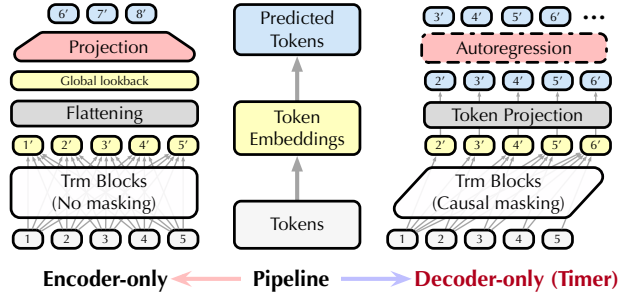 6′ 7′ 8′
Projection
Global lookback
Flattening
1′ 2′ 3′ 4′ 5′
Trm Blocks
(No masking)
1 2 3 4 5
Encoder-only
Predicted
Tokens
Token
Embeddings
Tokens
Pipeline
3′ 4′ 5′ 6′ •••
Autoregression
2′ 3′ 4′ 5′ 6′
Token Projection
2′ 3′ 4′ 5′ 6′
Trm Blocks
(Causal masking)
1 2 3 4 5
Decoder-only (Timer)